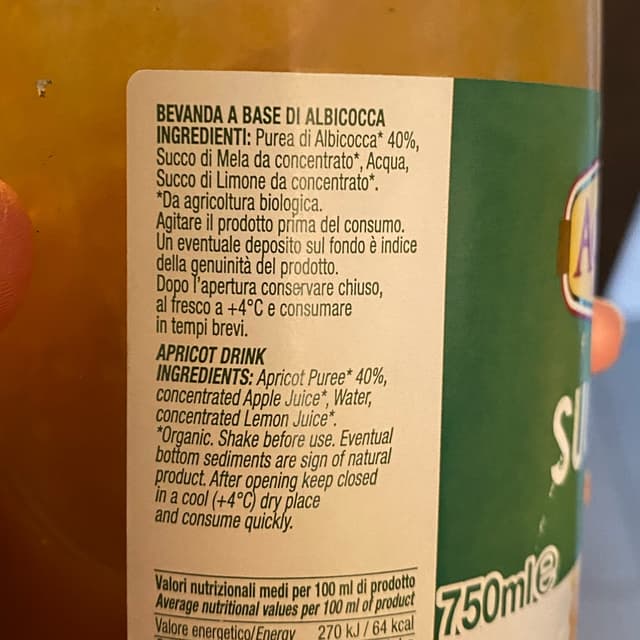 BEVANDA A BASE DI ALBICOCCA
INGREDIENTI: Purea di Albicocca* 40%,
Succo di Mela da concentrato*, Acqua,
Succo di Limone da concentrato*.
*Da agricoltura biologica.
Agitare il prodotto prima del consumo.
Un eventuale deposito sul fondo è indice
della genuinità del prodotto.
Dopo l'apertura conservare chiuso,
al fresco a +4°C e consumare
in tempi brevi.
APRICOT DRINK
INGREDIENTS: Apricot Puree* 40%,
concentrated Apple Juice*, Water,
concentrated Lemon Juice*.
*Organic. Shake before use. Eventual
bottom sediments are sign of natural
product. After opening keep closed
in a cool (+4°C) dry place
and consume quickly.
Valori nutrizionali medi per 100 ml di prodotto
Average nutritional values per 100 ml of product
Valore energetico/Energy 270 kJ / 64 kcal
750ml e